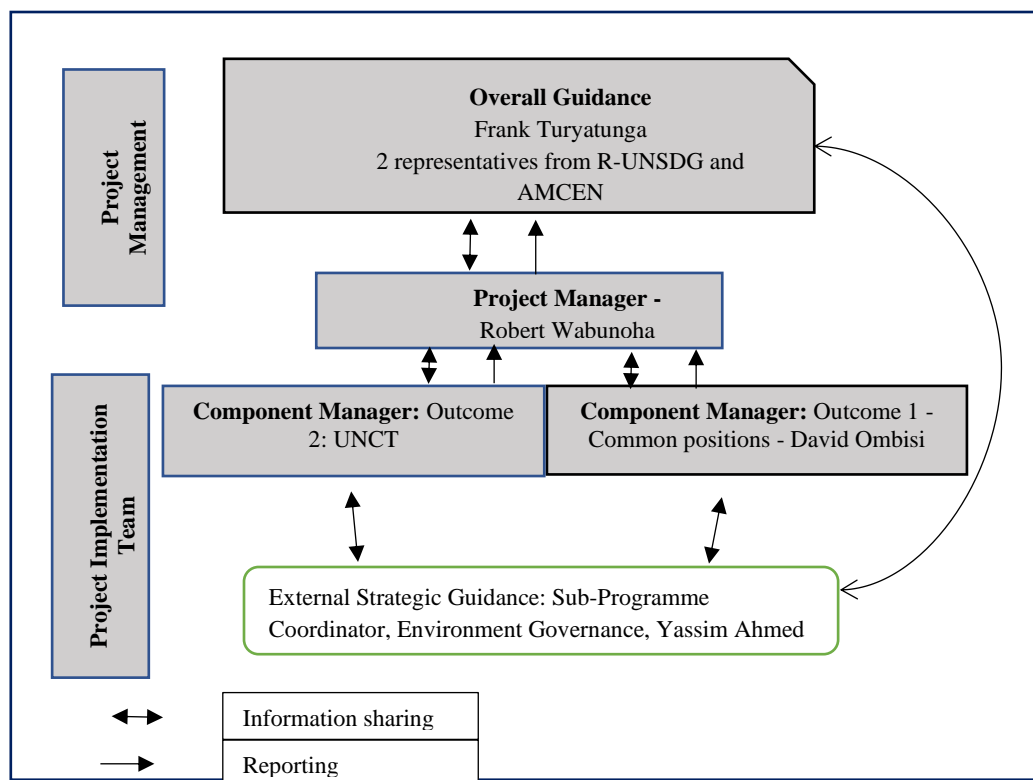 Project
Management
Overall Guidance
Frank Turyatunga
2 representatives from R-UNSDG and
AMCEN
Project Manager -
Robert Wabunoha
Project Implementation
Team
Component Manager: Outcome
2: UNCT
Component Manager: Outcome 1 -
Common positions - David Ombisi
External Strategic Guidance: Sub-Programme
Coordinator, Environment Governance, Yassim Ahmed
Information sharing
Reporting